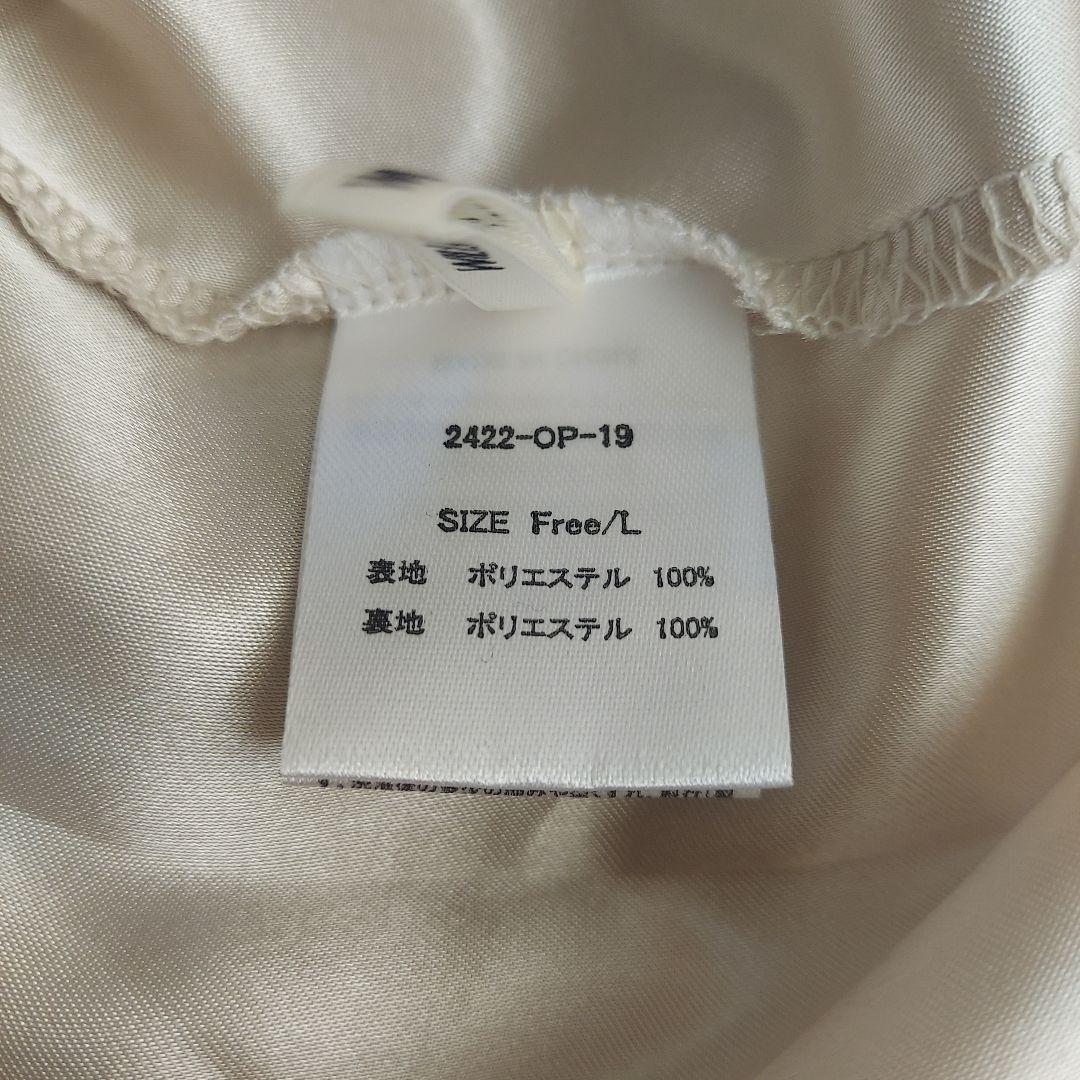 2422-OP-19
SIZE Free/L
表地 ポリエステル 100%
裏地 ポリエステル 100%